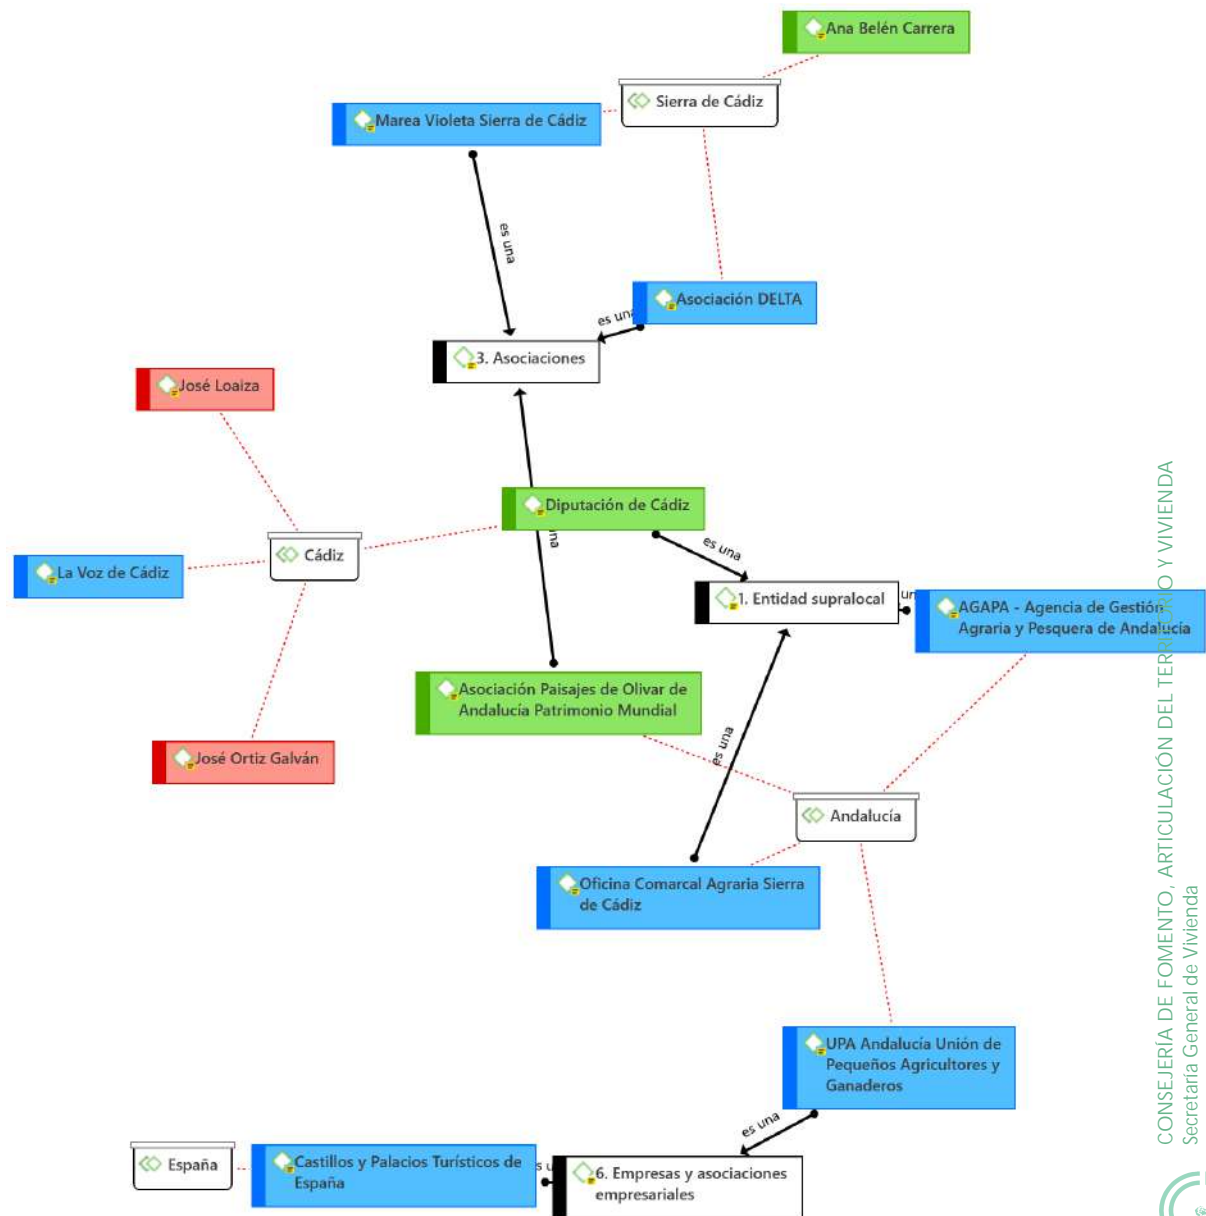 Ana Belén Carrera
Sierra de Cádiz
Marea Violeta Sierra de Cádiz
es una
Asociación DELTA
es una
3. Asociaciones
José Loaiza
Diputación de Cádiz
una
es una
Cádiz
La Voz de Cádiz
1. Entidad supralocal
un
AGAPA - Agencia de Gestión
Agraria y Pesquera de Andalucía
Asociación Paisajes de Olivar de
Andalucía Patrimonio Mundial
es una
José Ortiz Galván
Andalucía
Oficina Comarcal Agraria Sierra
de Cádiz
UPA Andalucía Unión de
Pequeños Agricultores y
Ganaderos
es una
España
Castillos y Palacios Turísticos de
España
es u
6. Empresas y asociaciones
empresariales
CONSEJERÍA DE FOMENTO, ARTICULACIÓN DEL TERRITORIO Y VIVIENDA
Secretaría General de Vivienda